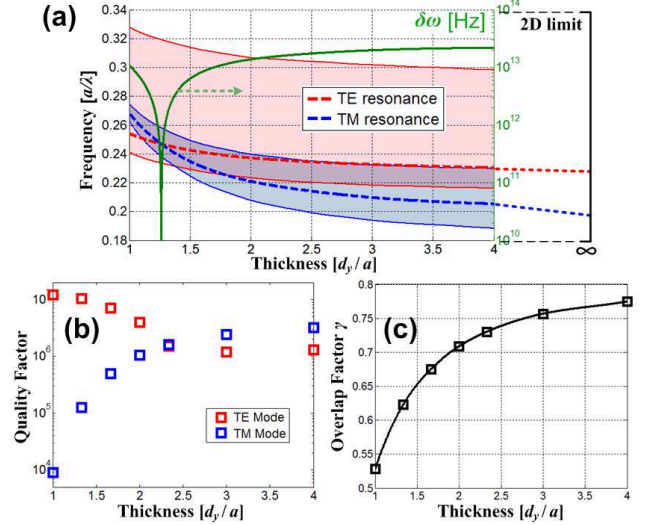 (a)
δω [Hz]
2D limit
Frequency [a/λ]
0.34
0.32
0.3
0.28
0.26
0.24
0.22
0.2
0.18
10^14
10^13
10^12
10^11
10^10
TE resonance
TM resonance
1 1.5 2 2.5 3 3.5 4 ∞
Thickness [d_y/a]
(b)
Quality Factor
10^7
10^6
10^5
10^4
TE Mode
TM Mode
1 1.5 2 2.5 3 3.5 4
Thickness [d_y/a]
(c)
Overlap Factor γ
0.8
0.75
0.7
0.65
0.6
0.55
0.5
1 1.5 2 2.5 3 3.5 4
Thickness [d_y/a]